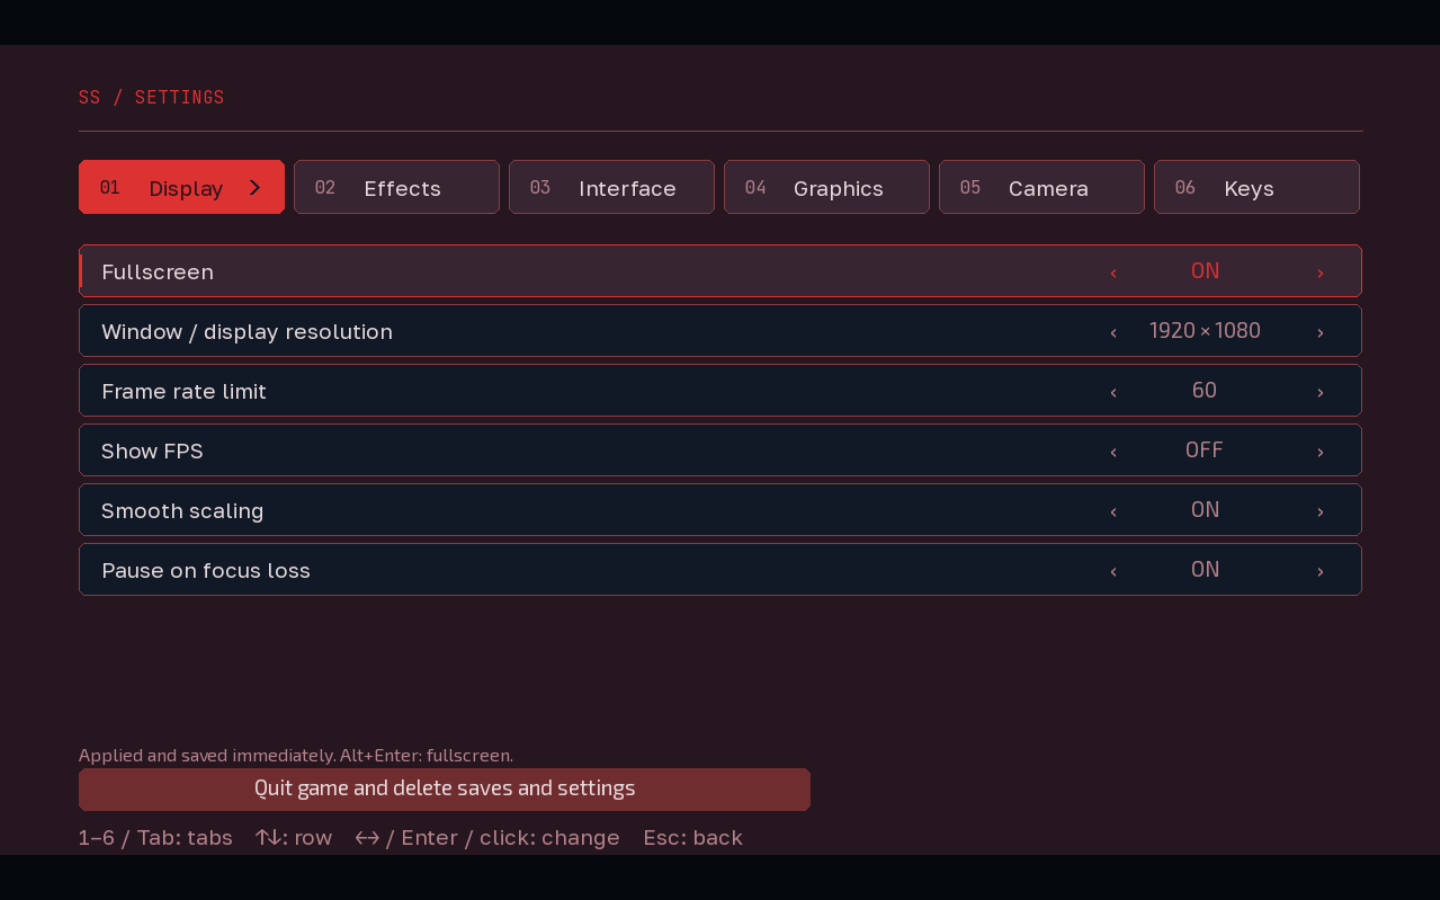 SS / SETTINGS
01 Display >
02 Effects
03 Interface
04 Graphics
05 Camera
06 Keys
Fullscreen ‹ ON ›
Window / display resolution ‹ 1920 × 1080 ›
Frame rate limit ‹ 60 ›
Show FPS ‹ OFF ›
Smooth scaling ‹ ON ›
Pause on focus loss ‹ ON ›
Applied and saved immediately. Alt+Enter: fullscreen.
Quit game and delete saves and settings
1–6 / Tab: tabs ↑↓: row ↔ / Enter / click: change Esc: back